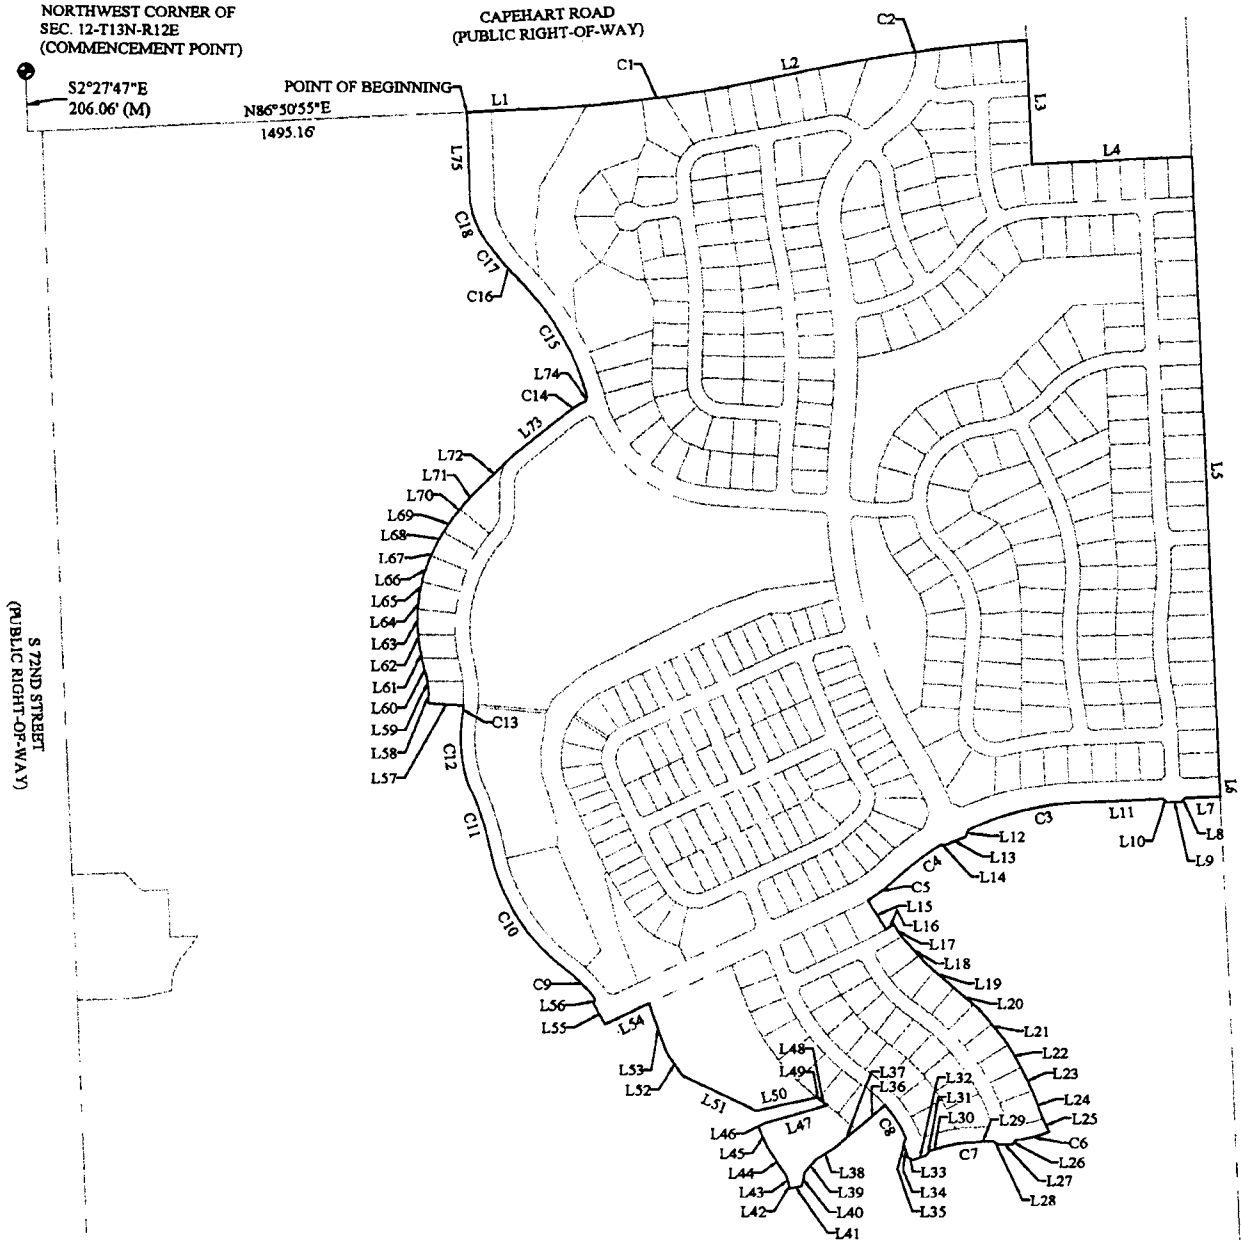 NORTHWEST CORNER OF
SEC. 12-T13N-R12E
(COMMENCEMENT POINT)
CAPEHART ROAD
(PUBLIC RIGHT-OF-WAY)
C2
C1
L2
S2°27'47"E
206.06' (M)
POINT OF BEGINNING
N86°50'55"E
1495.16'
L1
L3
L4
L75
C18
C17
C16
C15
L74
C14
L73
L72
L71
L70
L69
L68
L67
L66
L65
L64
L63
L62
L61
L60
L59
L58
L57
C13
C12
C11
C10
C9
L56
L55
L54
L53
L52
L51
L50
L49
L48
L47
L46
L45
L44
L43
L42
L41
L40
L39
L38
L37
L36
C8
L35
L34
L33
L32
L31
L30
C7
L29
L28
L27
L26
C6
L25
L24
L23
L22
L21
L20
L19
L18
L17
L16
L15
C5
C4
L14
L13
L12
C3
L11
L10
L9
L8
L7
L6
L5
S 72ND STREET
(PUBLIC RIGHT-OF-WAY)